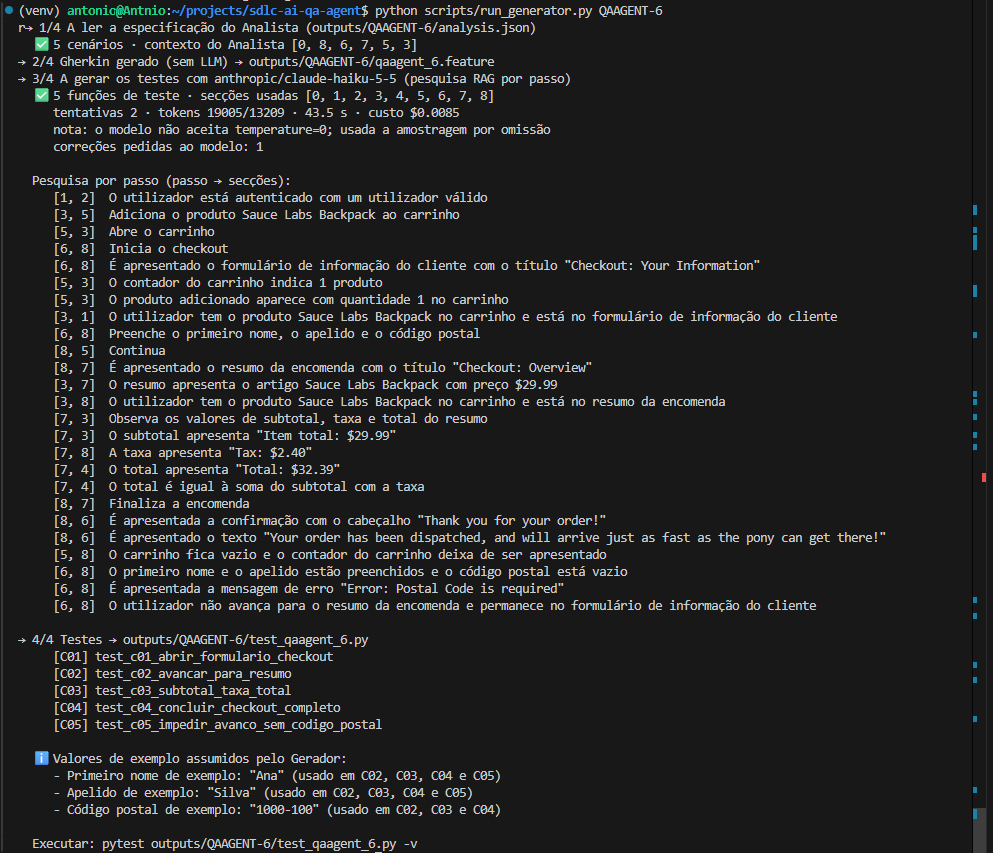 (venv) antonio@Antnio:~/projects/sdlc-ai-qa-agent$ python scripts/run_generator.py QAAGENT-6
r→ 1/4 A ler a especificação do Analista (outputs/QAAGENT-6/analysis.json)
✅ 5 cenários · contexto do Analista [0, 8, 6, 7, 5, 3]
→ 2/4 Gherkin gerado (sem LLM) → outputs/QAAGENT-6/qaagent_6.feature
→ 3/4 A gerar os testes com anthropic/claude-haiku-5-5 (pesquisa RAG por passo)
✅ 5 funções de teste · secções usadas [0, 1, 2, 3, 4, 5, 6, 7, 8]
tentativas 2 · tokens 19005/13209 · 43.5 s · custo $0.0085
nota: o modelo não aceita temperature=0; usada a amostragem por omissão
correções pedidas ao modelo: 1
Pesquisa por passo (passo → secções):
[1, 2] O utilizador está autenticado com um utilizador válido
[3, 5] Adiciona o produto Sauce Labs Backpack ao carrinho
[5, 3] Abre o carrinho
[6, 8] Inicia o checkout
[6, 8] É apresentado o formulário de informação do cliente com o título "Checkout: Your Information"
[5, 3] O contador do carrinho indica 1 produto
[5, 3] O produto adicionado aparece com quantidade 1 no carrinho
[3, 1] O utilizador tem o produto Sauce Labs Backpack no carrinho e está no formulário de informação do cliente
[6, 8] Preenche o primeiro nome, o apelido e o código postal
[8, 5] Continua
[8, 7] É apresentado o resumo da encomenda com o título "Checkout: Overview"
[3, 7] O resumo apresenta o artigo Sauce Labs Backpack com preço $29.99
[3, 8] O utilizador tem o produto Sauce Labs Backpack no carrinho e está no resumo da encomenda
[7, 3] Observa os valores de subtotal, taxa e total do resumo
[7, 3] O subtotal apresenta "Item total: $29.99"
[7, 8] A taxa apresenta "Tax: $2.40"
[7, 4] O total apresenta "Total: $32.39"
[7, 4] O total é igual à soma do subtotal com a taxa
[8, 7] Finaliza a encomenda
[8, 6] É apresentada a confirmação com o cabeçalho "Thank you for your order!"
[8, 6] É apresentado o texto "Your order has been dispatched, and will arrive just as fast as the pony can get there!"
[5, 8] O carrinho fica vazio e o contador do carrinho deixa de ser apresentado
[6, 8] O primeiro nome e o apelido estão preenchidos e o código postal está vazio
[6, 8] É apresentada a mensagem de erro "Error: Postal Code is required"
[6, 8] O utilizador não avança para o resumo da encomenda e permanece no formulário de informação do cliente
→ 4/4 Testes → outputs/QAAGENT-6/test_qaagent_6.py
[C01] test_c01_abrir_formulario_checkout
[C02] test_c02_avancar_para_resumo
[C03] test_c03_subtotal_taxa_total
[C04] test_c04_concluir_checkout_completo
[C05] test_c05_impedir_avanco_sem_codigo_postal
ℹ️ Valores de exemplo assumidos pelo Gerador:
- Primeiro nome de exemplo: "Ana" (usado em C02, C03, C04 e C05)
- Apelido de exemplo: "Silva" (usado em C02, C03, C04 e C05)
- Código postal de exemplo: "1000-100" (usado em C02, C03 e C04)
Executar: pytest outputs/QAAGENT-6/test_qaagent_6.py -v